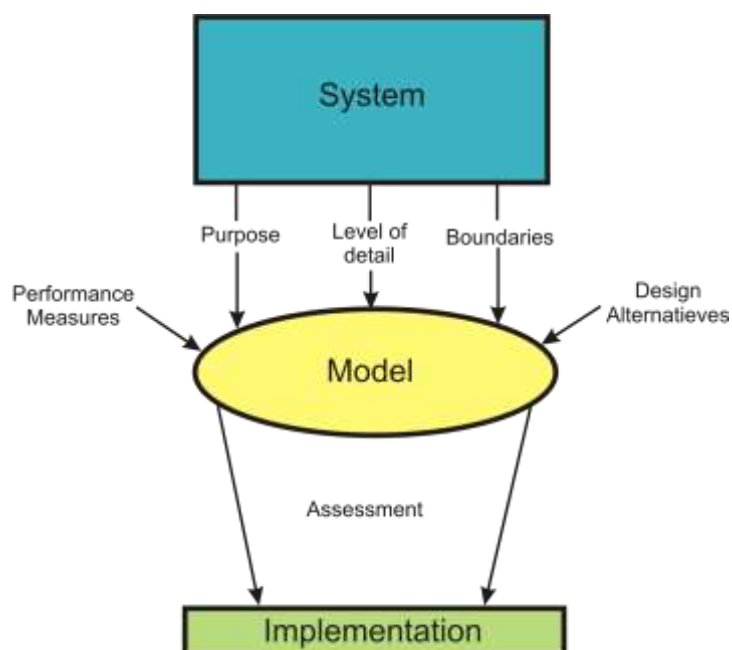 System
Purpose
Level of
detail
Boundaries
Performance
Measures
Design
Alternatieves
Model
Assessment
Implementation